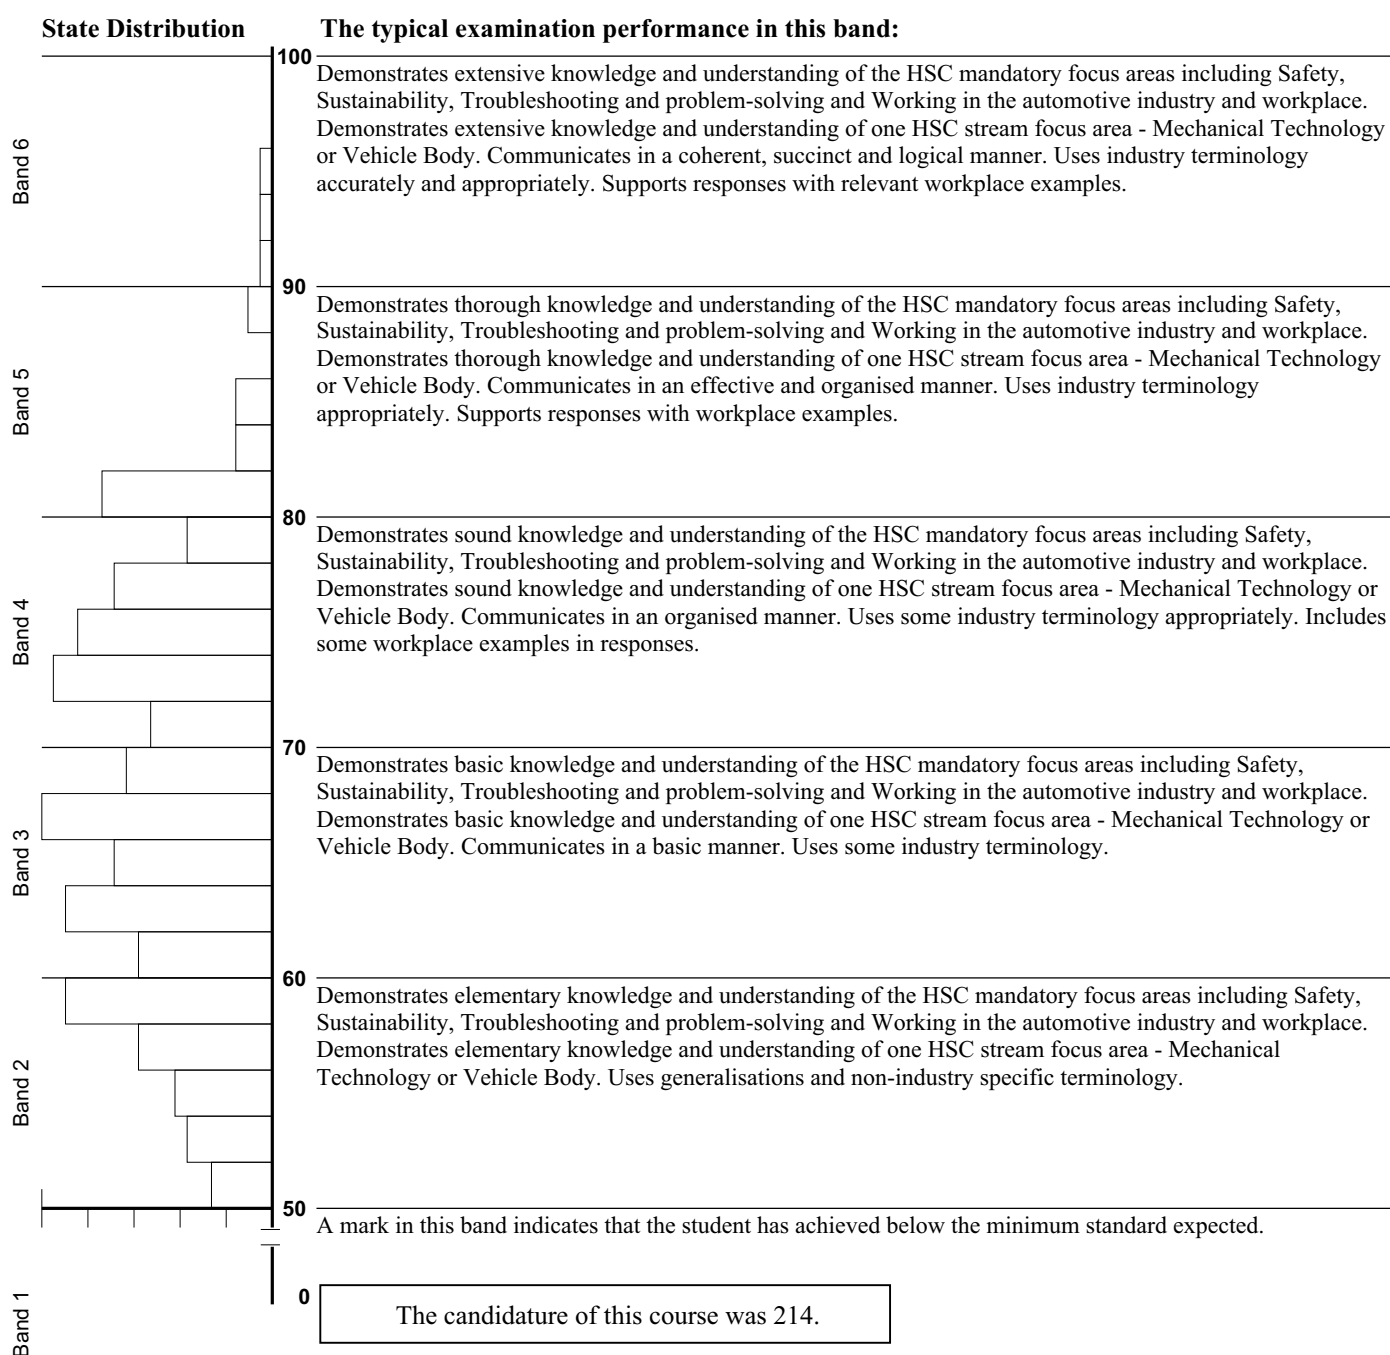 State Distribution
The typical examination performance in this band:
100
Band 6
Demonstrates extensive knowledge and understanding of the HSC mandatory focus areas including Safety,
Sustainability, Troubleshooting and problem-solving and Working in the automotive industry and workplace.
Demonstrates extensive knowledge and understanding of one HSC stream focus area - Mechanical Technology
or Vehicle Body. Communicates in a coherent, succinct and logical manner. Uses industry terminology
accurately and appropriately. Supports responses with relevant workplace examples.
90
Band 5
Demonstrates thorough knowledge and understanding of the HSC mandatory focus areas including Safety,
Sustainability, Troubleshooting and problem-solving and Working in the automotive industry and workplace.
Demonstrates thorough knowledge and understanding of one HSC stream focus area - Mechanical Technology
or Vehicle Body. Communicates in an effective and organised manner. Uses industry terminology
appropriately. Supports responses with workplace examples.
80
Band 4
Demonstrates sound knowledge and understanding of the HSC mandatory focus areas including Safety,
Sustainability, Troubleshooting and problem-solving and Working in the automotive industry and workplace.
Demonstrates sound knowledge and understanding of one HSC stream focus area - Mechanical Technology or
Vehicle Body. Communicates in an organised manner. Uses some industry terminology appropriately. Includes
some workplace examples in responses.
70
Band 3
Demonstrates basic knowledge and understanding of the HSC mandatory focus areas including Safety,
Sustainability, Troubleshooting and problem-solving and Working in the automotive industry and workplace.
Demonstrates basic knowledge and understanding of one HSC stream focus area - Mechanical Technology or
Vehicle Body. Communicates in a basic manner. Uses some industry terminology.
60
Band 2
Demonstrates elementary knowledge and understanding of the HSC mandatory focus areas including Safety,
Sustainability, Troubleshooting and problem-solving and Working in the automotive industry and workplace.
Demonstrates elementary knowledge and understanding of one HSC stream focus area - Mechanical
Technology or Vehicle Body. Uses generalisations and non-industry specific terminology.
50
A mark in this band indicates that the student has achieved below the minimum standard expected.
0
Band 1
The candidature of this course was 214.